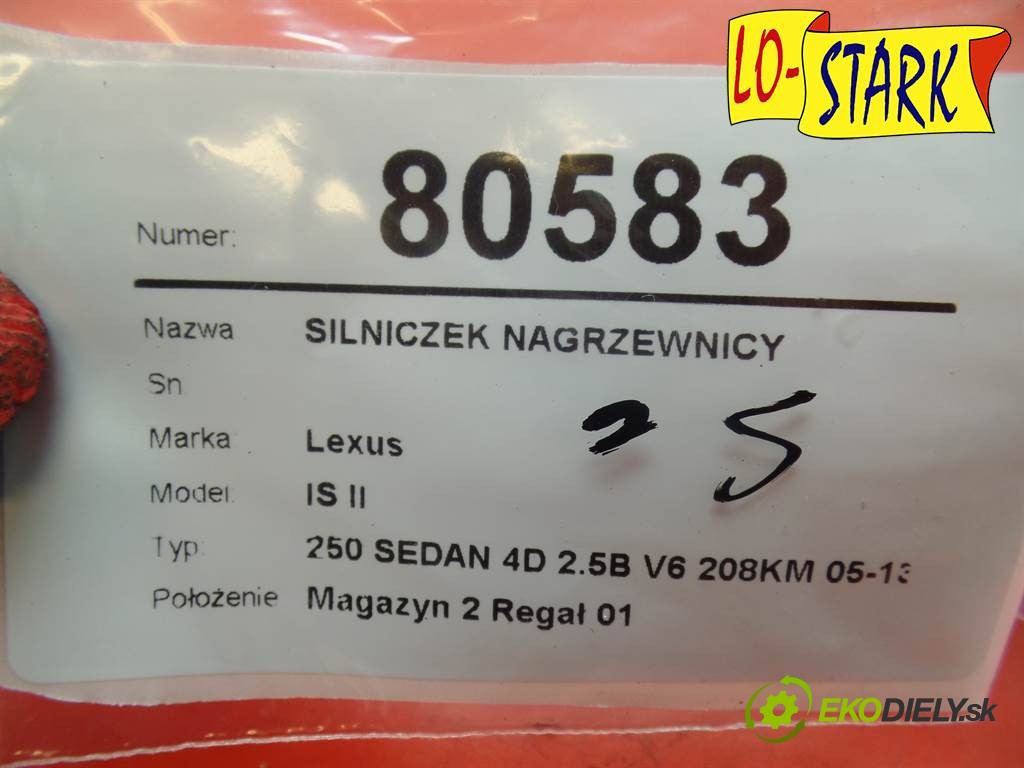 LO-STARK
Numer: 80583
Nazwa SILNICZEK NAGRZEWNICY
Sn
Marka Lexus
Model IS II
Typ 250 SEDAN 4D 2.5B V6 208KM 05-13
Położenie Magazyn 2 Regał 01
25
EKODIELY.sk